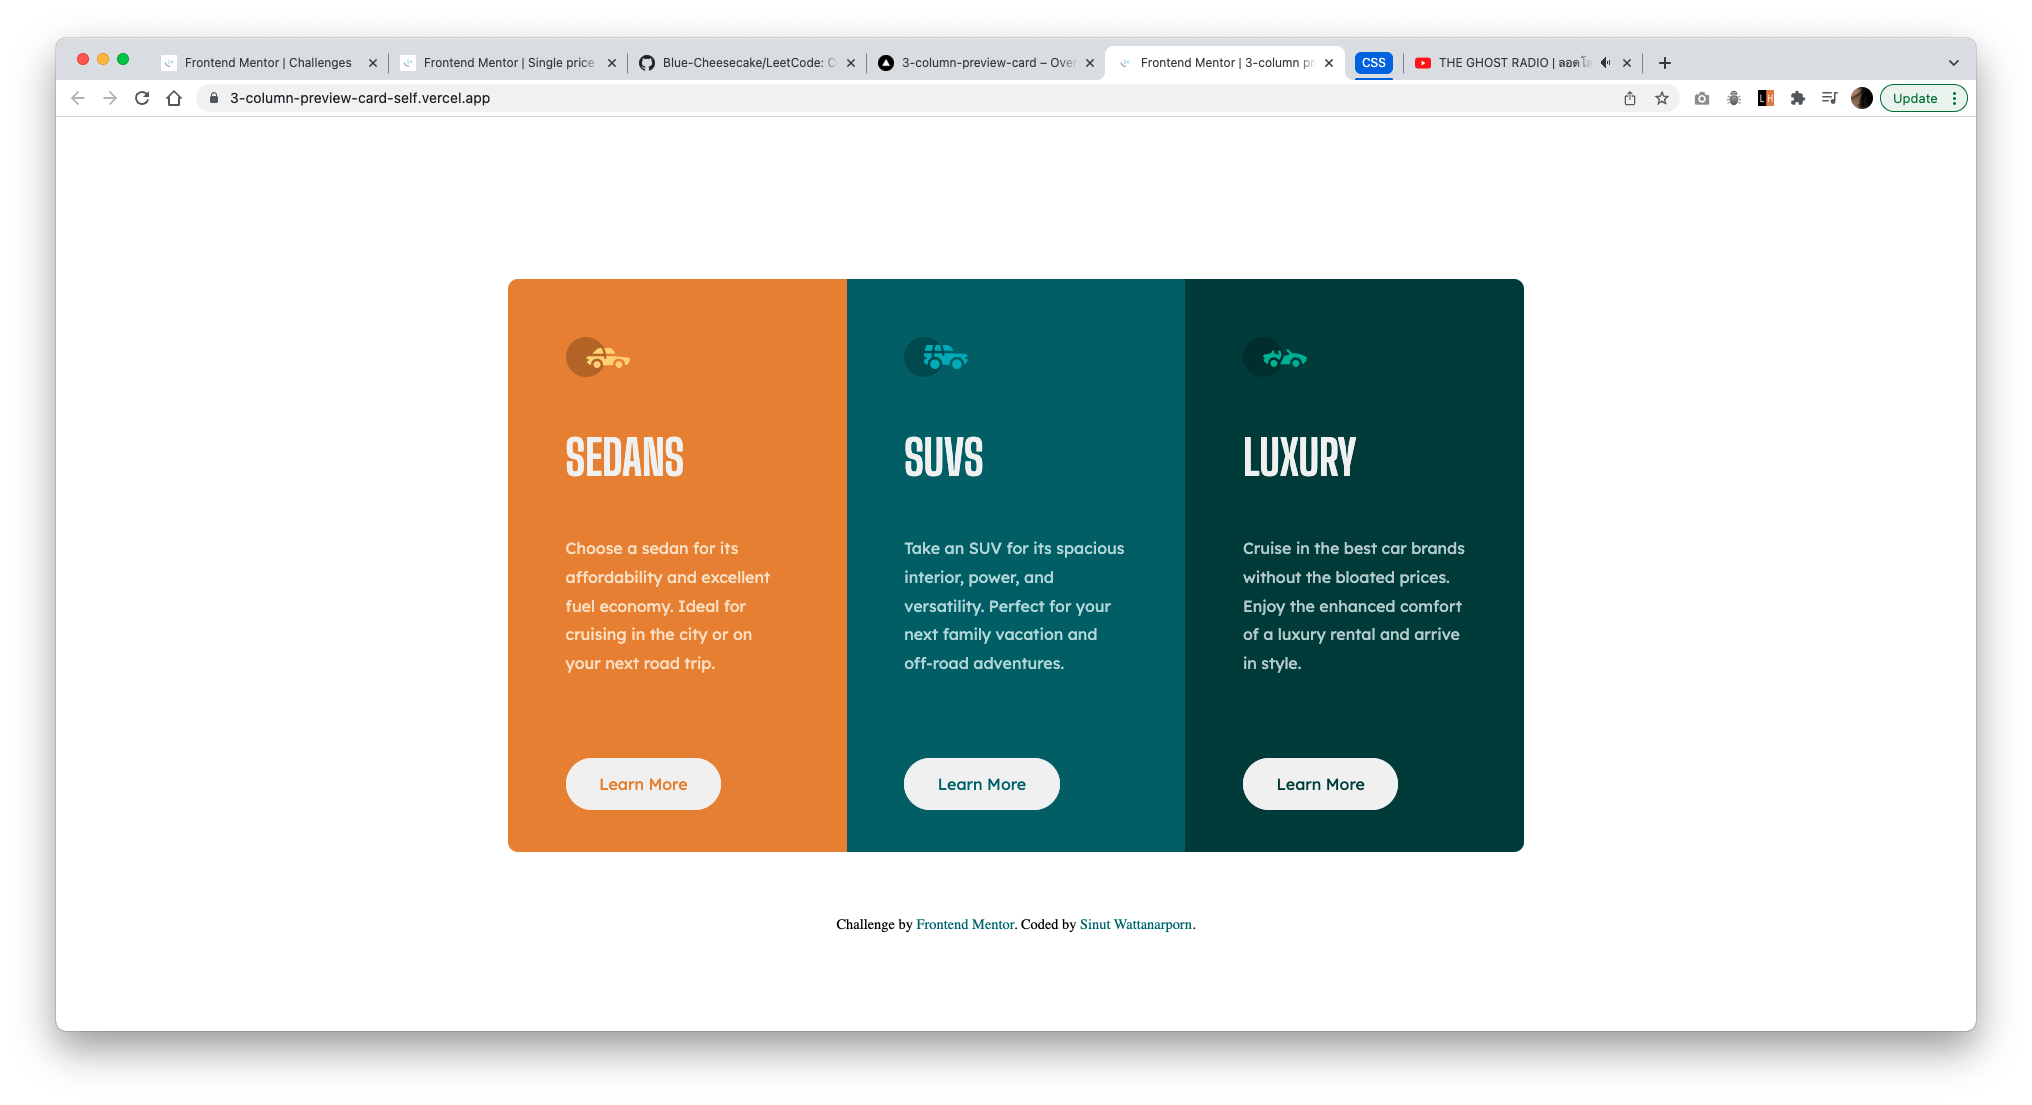 Frontend Mentor | Challenges
Frontend Mentor | Single price
Blue-Cheesecake/LeetCode:
3-column-preview-card – Over
Frontend Mentor | 3-column pr
CSS
THE GHOST RADIO |
3-column-preview-card-self.vercel.app
Update
SEDANS
Choose a sedan for its
affordability and excellent
fuel economy. Ideal for
cruising in the city or on
your next road trip.
Learn More
SUVS
Take an SUV for its spacious
interior, power, and
versatility. Perfect for your
next family vacation and
off-road adventures.
Learn More
LUXURY
Cruise in the best car brands
without the bloated prices.
Enjoy the enhanced comfort
of a luxury rental and arrive
in style.
Learn More
Challenge by Frontend Mentor. Coded by Sinut Wattanarporn.